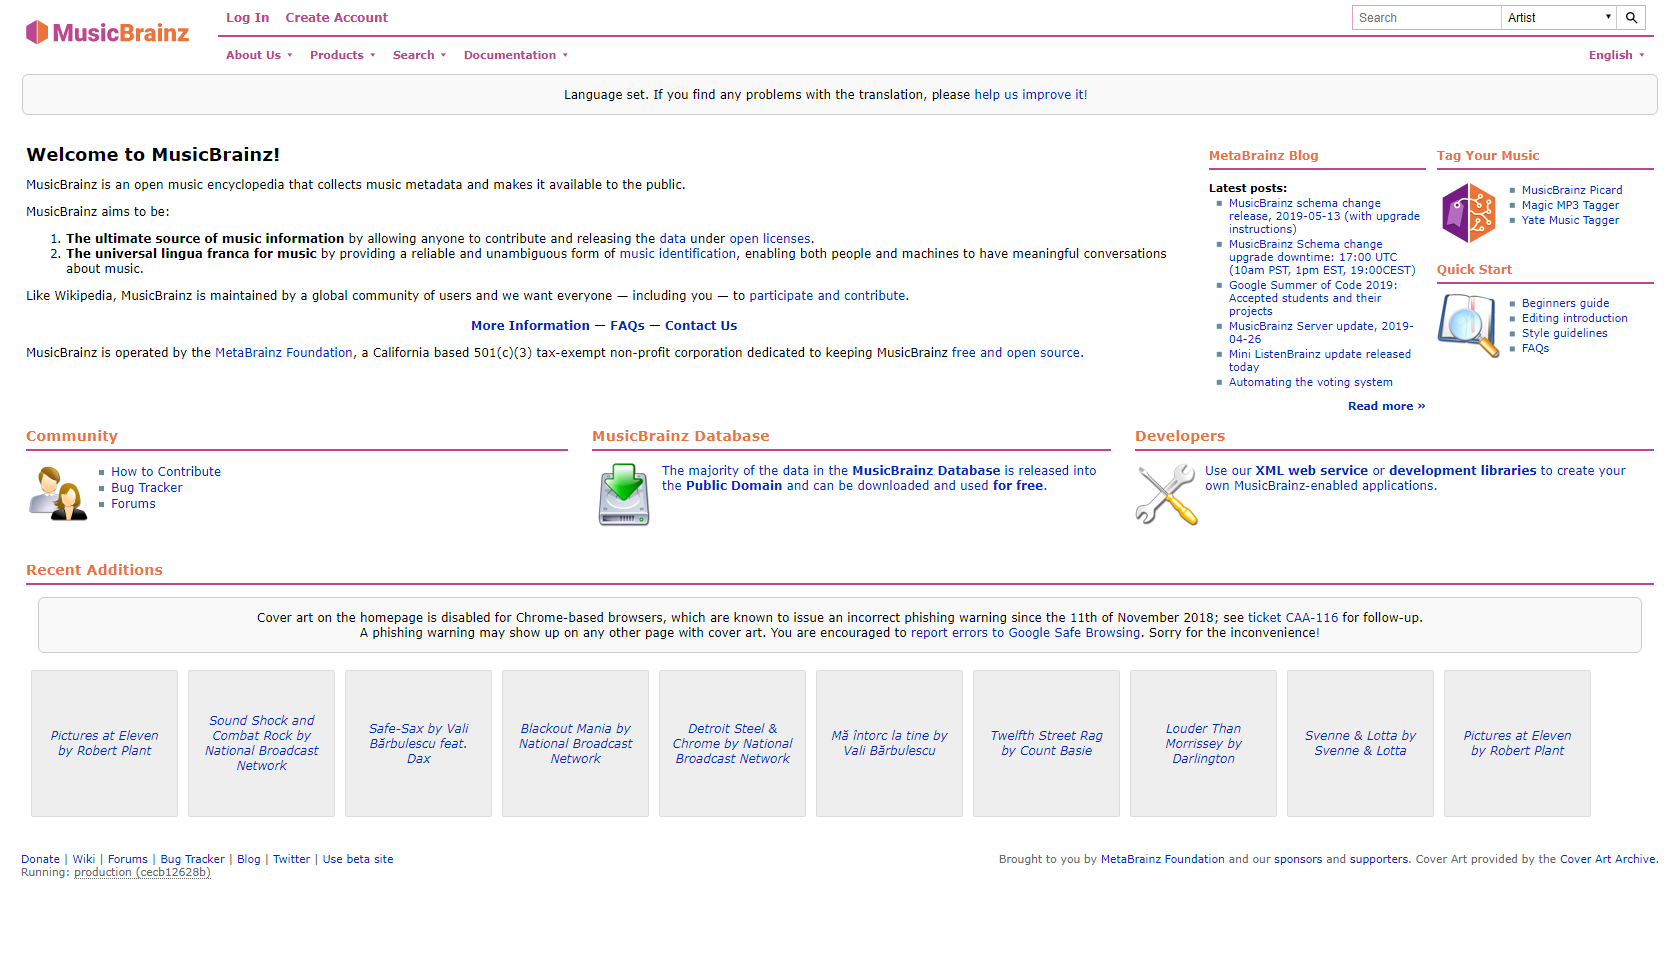 MusicBrainz
Log In Create Account
Search Artist
About Us Products Search Documentation English
Language set. If you find any problems with the translation, please help us improve it!
Welcome to MusicBrainz!
MusicBrainz is an open music encyclopedia that collects music metadata and makes it available to the public.
MusicBrainz aims to be:
1. The ultimate source of music information by allowing anyone to contribute and releasing the data under open licenses.
2. The universal lingua franca for music by providing a reliable and unambiguous form of music identification, enabling both people and machines to have meaningful conversations
about music.
Like Wikipedia, MusicBrainz is maintained by a global community of users and we want everyone — including you — to participate and contribute.
More Information — FAQs — Contact Us
MusicBrainz is operated by the MetaBrainz Foundation, a California based 501(c)(3) tax-exempt non-profit corporation dedicated to keeping MusicBrainz free and open source.
MetaBrainz Blog
Latest posts:
MusicBrainz schema change
release, 2019-05-13 (with upgrade
instructions)
MusicBrainz Schema change
upgrade downtime: 17:00 UTC
(10am PST, 1pm EST, 19:00CEST)
Google Summer of Code 2019:
Accepted students and their
projects
MusicBrainz Server update, 2019-
04-26
Mini ListenBrainz update released
today
Automating the voting system
Read more »
Tag Your Music
MusicBrainz Picard
Magic MP3 Tagger
Yate Music Tagger
Quick Start
Beginners guide
Editing introduction
Style guidelines
FAQs
Community
How to Contribute
Bug Tracker
Forums
MusicBrainz Database
The majority of the data in the MusicBrainz Database is released into
the Public Domain and can be downloaded and used for free.
Developers
Use our XML web service or development libraries to create your
own MusicBrainz-enabled applications.
Recent Additions
Cover art on the homepage is disabled for Chrome-based browsers, which are known to issue an incorrect phishing warning since the 11th of November 2018; see ticket CAA-116 for follow-up.
A phishing warning may show up on any other page with cover art. You are encouraged to report errors to Google Safe Browsing. Sorry for the inconvenience!
Pictures at Eleven
by Robert Plant
Sound Shock and
Combat Rock by
National Broadcast
Network
Safe-Sax by Vali
Bărbulescu feat.
Dax
Blackout Mania by
National Broadcast
Network
Detroit Steel &
Chrome by National
Broadcast Network
Mă întorc la tine by
Vali Bărbulescu
Twelfth Street Rag
by Count Basie
Louder Than
Morrissey by
Darlington
Svenne & Lotta by
Svenne & Lotta
Pictures at Eleven
by Robert Plant
Donate | Wiki | Forums | Bug Tracker | Blog | Twitter | Use beta site
Running: production (cecb12628b)
Brought to you by MetaBrainz Foundation and our sponsors and supporters. Cover Art provided by the Cover Art Archive.